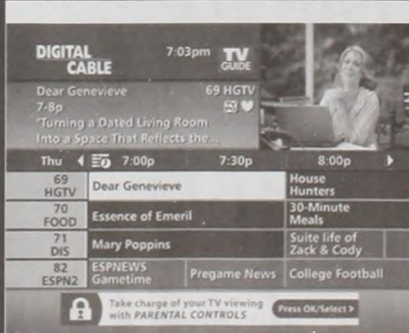 DIGITAL
CABLE
7:03pm
TV
GUIDE
Dear Genevieve
69 HGTV
7-8p
"Turning a Dated Living Room
Into a Space That Reflects the...
Thu 7:00p 7:30p 8:00p
69
HGTV
Dear Genevieve
House
Hunters
70
FOOD
Essence of Emeril
30-Minute
Meals
71
DIS
Mary Poppins
Suite life of
Zack & Cody
82
ESPN2
ESPNEWS
Gametime
Pregame News
College Football
Take charge of your TV viewing
with PARENTAL CONTROLS
Press OK/Select >